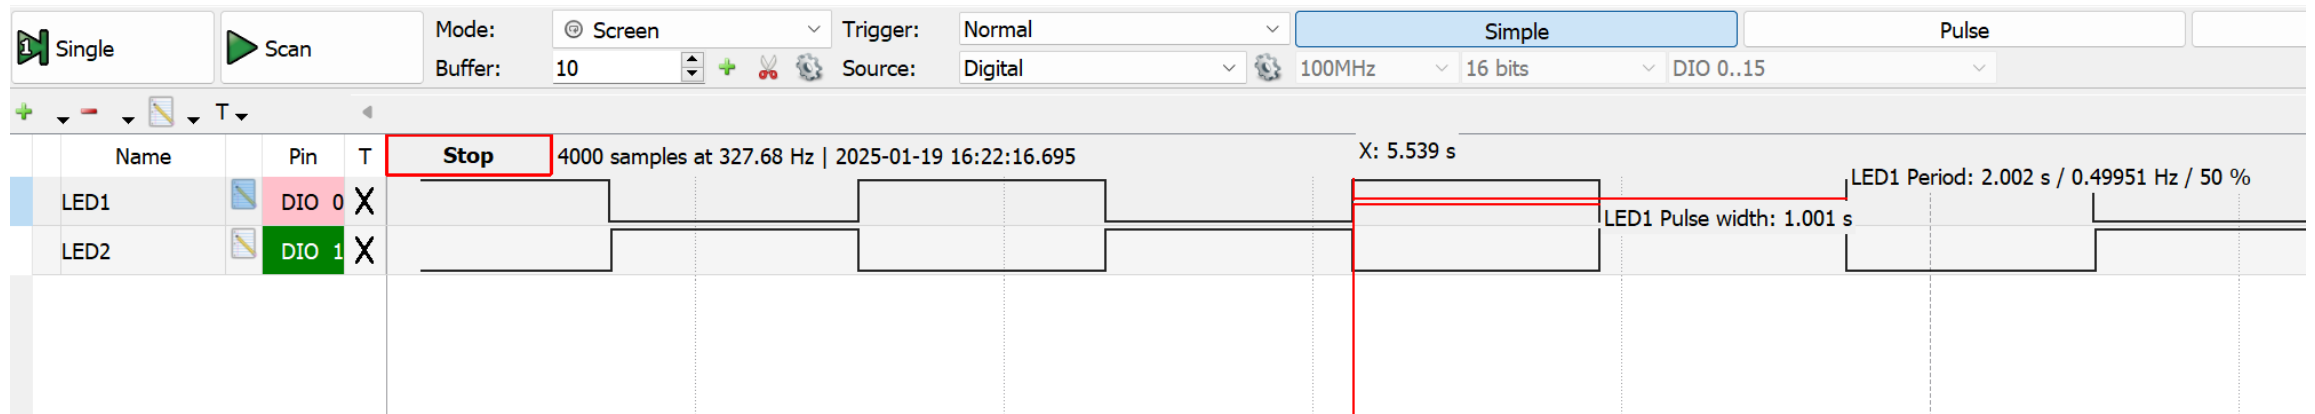 1 Single Scan Mode: Screen Trigger: Normal Simple Pulse
Buffer: 10 Source: Digital 100MHz 16 bits DIO 0..15
T
Name Pin T Stop 4000 samples at 327.68 Hz | 2025-01-19 16:22:16.695 X: 5.539 s
LED1 DIO 0 X LED1 Period: 2.002 s / 0.49951 Hz / 50 %
LED1 Pulse width: 1.001 s
LED2 DIO 1 X